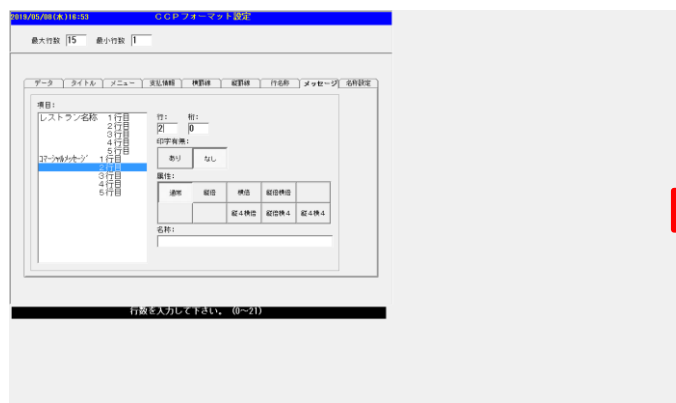 2019/05/08(水)16:53 CCPフォーマット設定
最大行数 15 最小行数 1
データ タイトル メニュー 支払情報 横罫線 縦罫線 行名称 メッセージ 名称設定
項目:
レストラン名称 1行目
2行目
3行目
4行目
5行目
コマーシャルメッセージ 1行目
2行目
3行目
4行目
5行目
行: 桁:
2 0
印字有無:
あり なし
属性:
通常 縦倍 横倍 縦倍横倍
縦4横倍 縦倍横4 縦4横4
名称:
行数を入力して下さい。 (0~21)